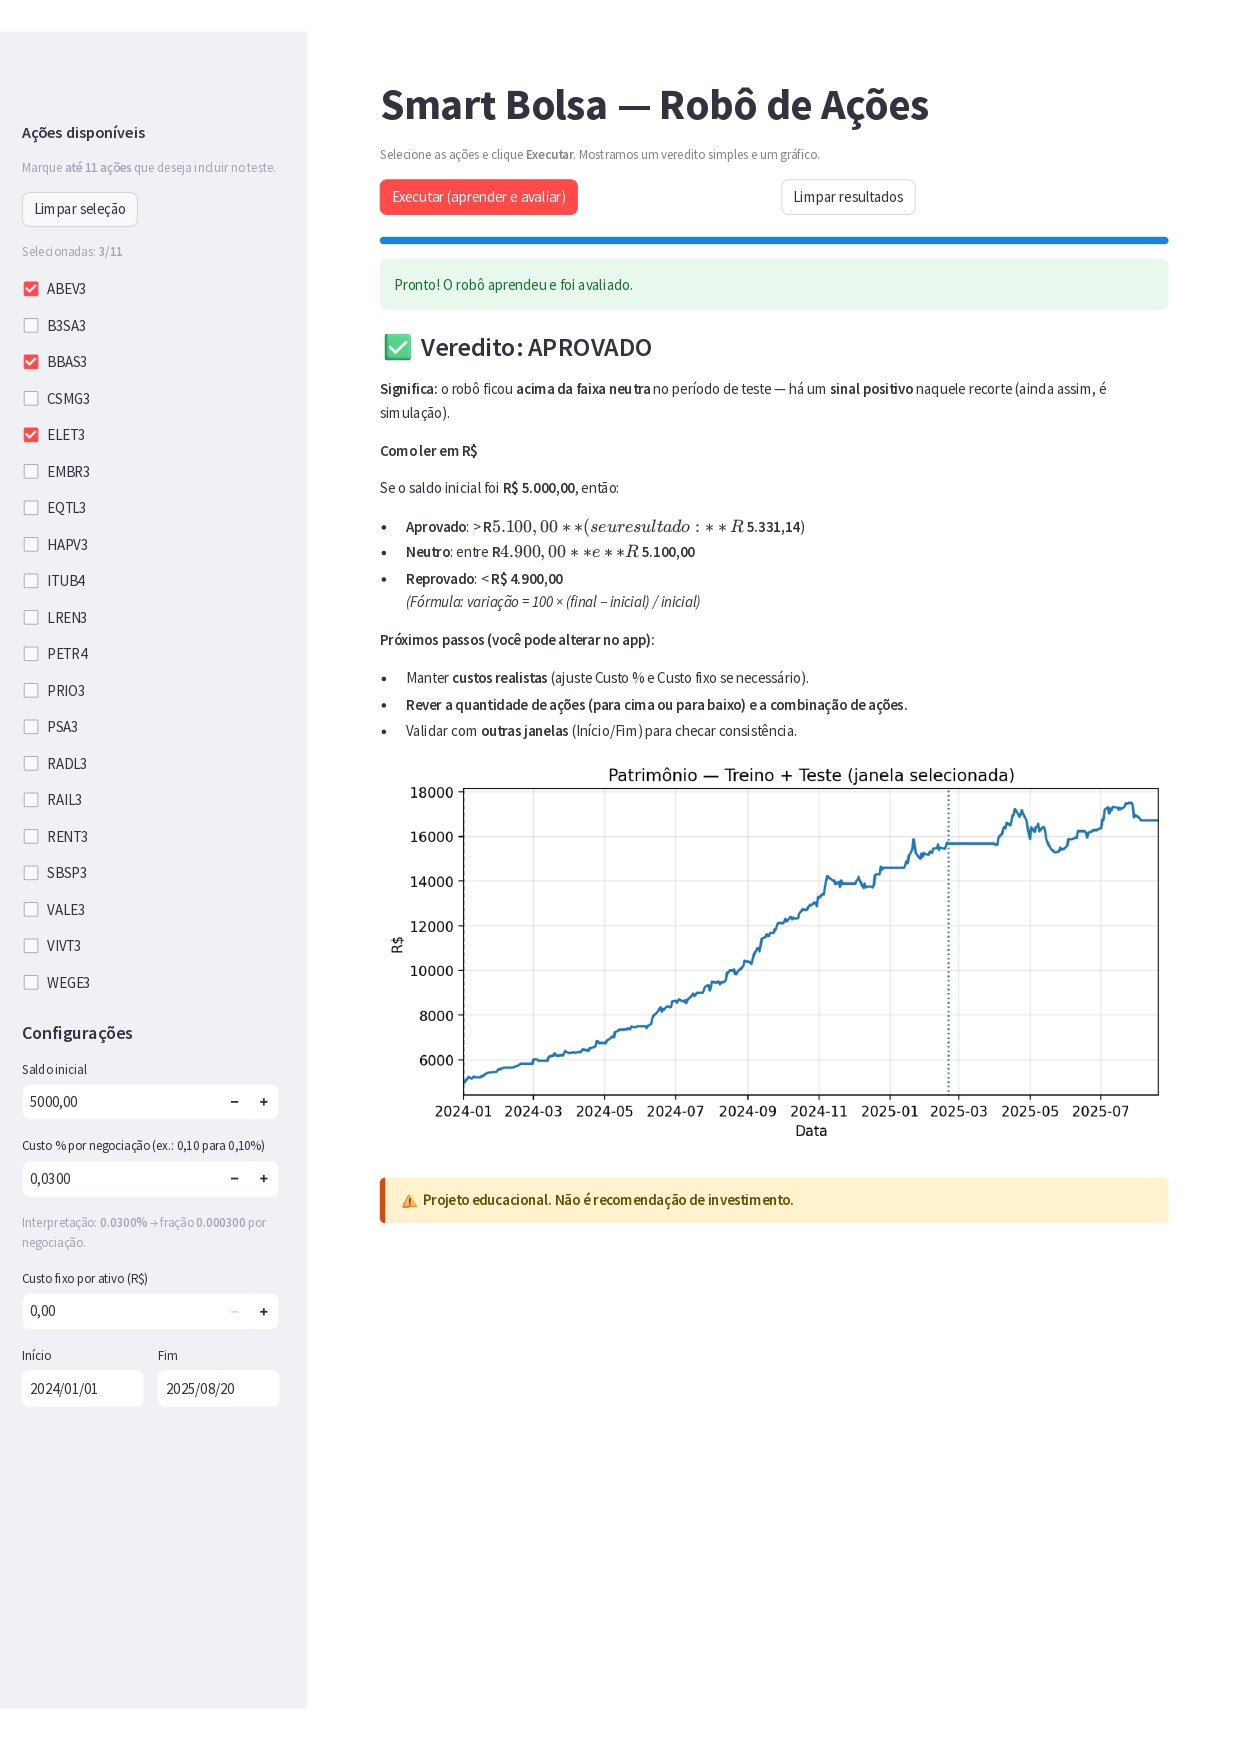 Ações disponíveis
Marque até 11 ações que deseja incluir no teste.
Limpar seleção
Selecionadas: 3/11
ABEV3
B3SA3
BBAS3
CSMG3
ELET3
EMBR3
EQTL3
HAPV3
ITUB4
LREN3
PETR4
PRIO3
PSA3
RADL3
RAIL3
RENT3
SBSP3
VALE3
VIVT3
WEGE3
Configurações
Saldo inicial
5000,00
Custo % por negociação (ex.: 0,10 para 0,10%)
0,0300
Interpretação: 0.0300% → fração 0.000300 por
negociação.
Custo fixo por ativo (R$)
0,00
Início Fim
2024/01/01 2025/08/20
Smart Bolsa — Robô de Ações
Selecione as ações e clique Executar. Mostramos um veredito simples e um gráfico.
Executar (aprender e avaliar) Limpar resultados
Pronto! O robô aprendeu e foi avaliado.
✅ Veredito: APROVADO
Significa: o robô ficou acima da faixa neutra no período de teste — há um sinal positivo naquele recorte (ainda assim, é
simulação).
Como ler em R$
Se o saldo inicial foi R$ 5.000,00, então:
• Aprovado: > R5.100,00 ∗ ∗(seuresultado : ∗ ∗ R 5.331,14)
• Neutro: entre R4.900,00 ∗ ∗e ∗ ∗R 5.100,00
• Reprovado: < R$ 4.900,00
(Fórmula: variação = 100 × (final − inicial) / inicial)
Próximos passos (você pode alterar no app):
• Manter custos realistas (ajuste Custo % e Custo fixo se necessário).
• Rever a quantidade de ações (para cima ou para baixo) e a combinação de ações.
• Validar com outras janelas (Início/Fim) para checar consistência.
Patrimônio — Treino + Teste (janela selecionada)
18000
16000
14000
12000
10000
8000
6000
R$
2024-01 2024-03 2024-05 2024-07 2024-09 2024-11 2025-01 2025-03 2025-05 2025-07
Data
⚠️ Projeto educacional. Não é recomendação de investimento.